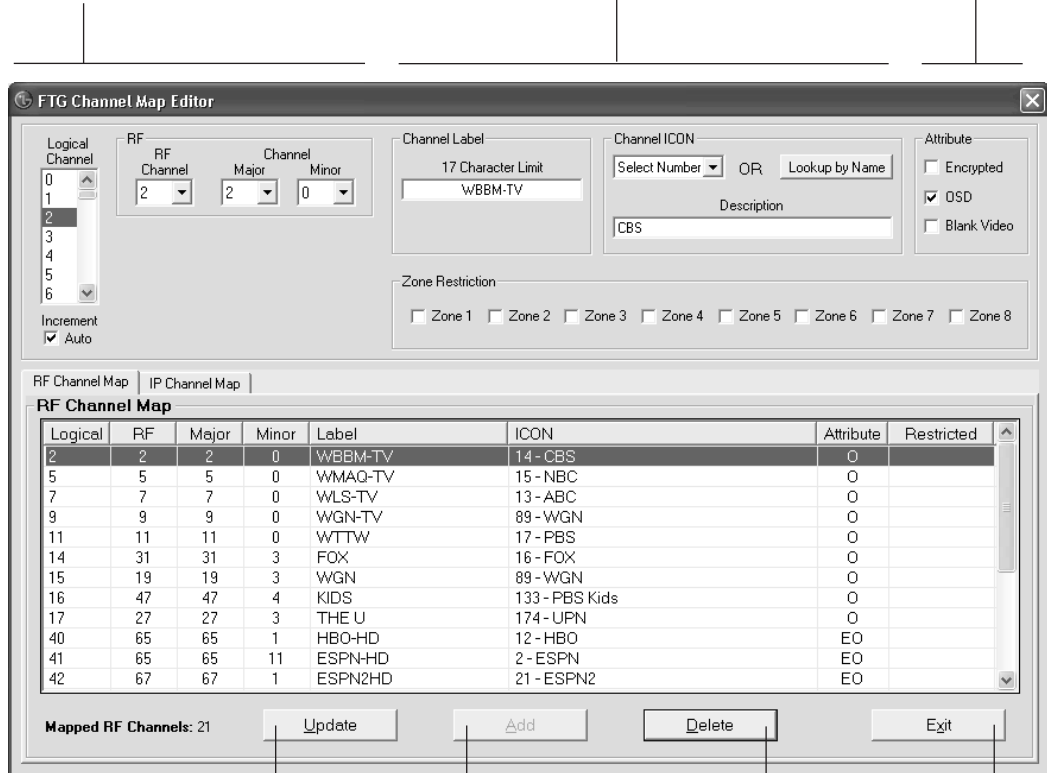 FTG Channel Map Editor
Logical Channel
0
1
2
3
4
5
6
Increment
Auto
RF
RF Channel
Channel
Major
Minor
2
2
0
Channel Label
17 Character Limit
WBBM-TV
Channel ICON
Select Number
OR
Lookup by Name
Description
CBS
Attribute
Encrypted
OSD
Blank Video
Zone Restriction
Zone 1 Zone 2 Zone 3 Zone 4 Zone 5 Zone 6 Zone 7 Zone 8
RF Channel Map IP Channel Map
RF Channel Map
Logical RF Major Minor Label ICON Attribute Restricted
2 2 2 0 WBBM-TV 14 - CBS O
5 5 5 0 WMAQ-TV 15 - NBC O
7 7 7 0 WLS-TV 13 - ABC O
9 9 9 0 WGN-TV 89 - WGN O
11 11 11 0 WTTW 17 - PBS O
14 31 31 3 FOX 16 - FOX O
15 19 19 3 WGN 89 - WGN O
16 47 47 4 KIDS 133 - PBS Kids O
17 27 27 3 THE U 174 - UPN O
40 65 65 1 HBO-HD 12 - HBO EO
41 65 65 11 ESPN-HD 2 - ESPN EO
42 67 67 1 ESPN2HD 21 - ESPN2 EO
Mapped RF Channels: 21
Update Add Delete Exit